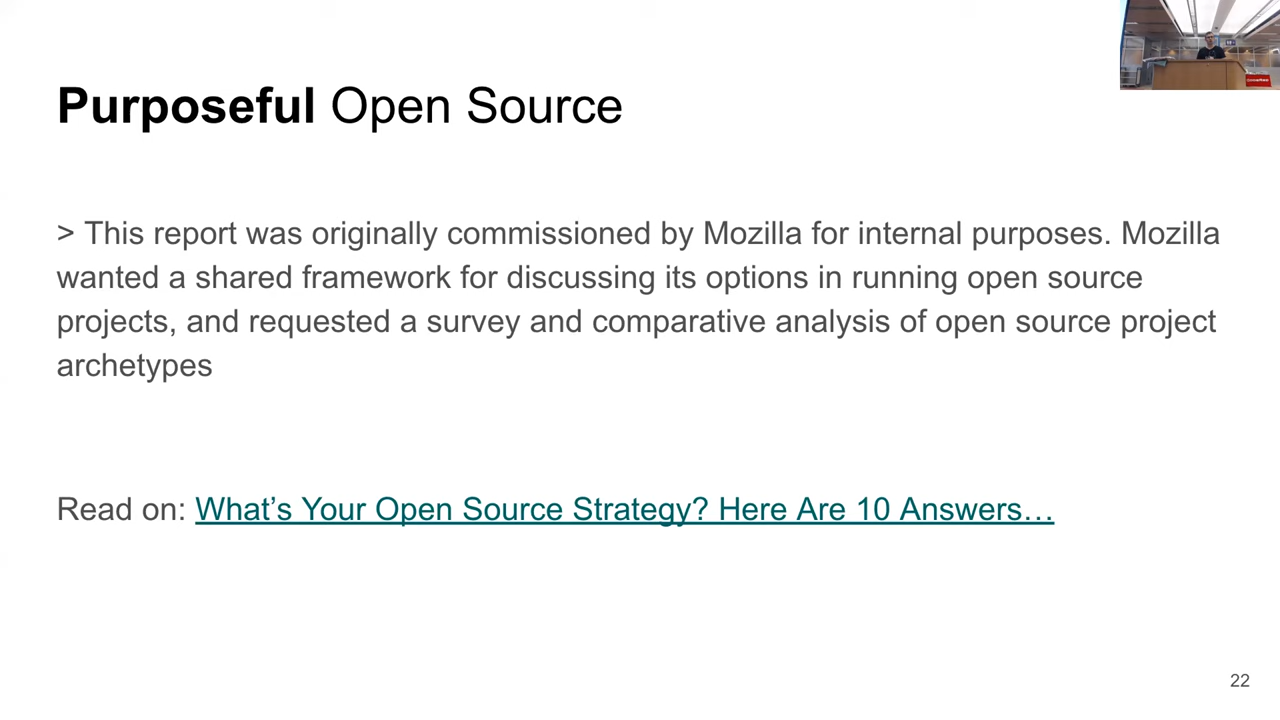 Purposeful Open Source
> This report was originally commissioned by Mozilla for internal purposes. Mozilla
wanted a shared framework for discussing its options in running open source
projects, and requested a survey and comparative analysis of open source project
archetypes
Read on: What’s Your Open Source Strategy? Here Are 10 Answers…
22